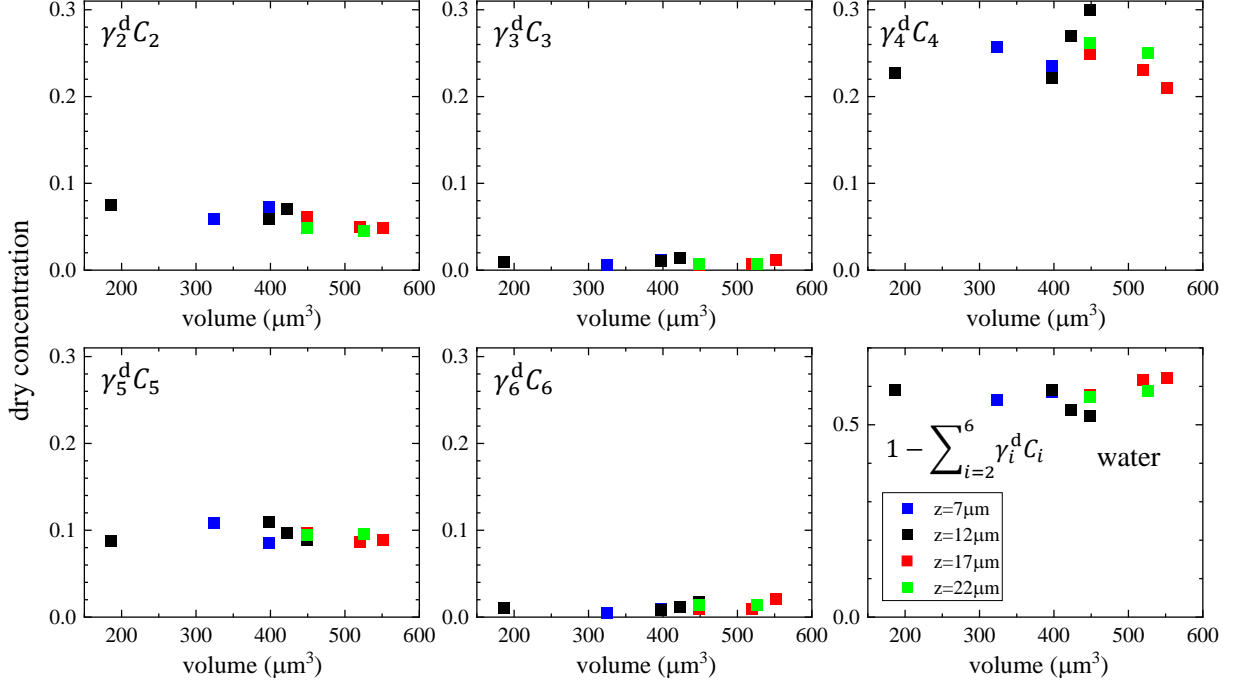 dry concentration
γ₂ᵈC₂
0.3
0.2
0.1
0.0
200 300 400 500 600
volume (μm³)
γ₃ᵈC₃
0.3
0.2
0.1
0.0
200 300 400 500 600
volume (μm³)
γ₄ᵈC₄
0.3
0.2
0.1
0.0
200 300 400 500 600
volume (μm³)
γ₅ᵈC₅
0.3
0.2
0.1
0.0
200 300 400 500 600
volume (μm³)
γ₆ᵈC₆
0.3
0.2
0.1
0.0
200 300 400 500 600
volume (μm³)
0.5
0.0
1 − ∑ᵢ₌₂⁶ γᵢᵈCᵢ
water
z=7μm
z=12μm
z=17μm
z=22μm
200 300 400 500 600
volume (μm³)